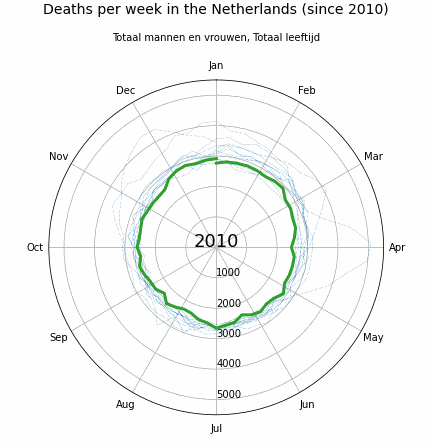 Deaths per week in the Netherlands (since 2010)
Totaal mannen en vrouwen, Totaal leeftijd
Jan
Dec
Feb
Nov
Mar
2010
Oct
Apr
1000
2000
3000
Sep
May
4000
5000
Aug
Jun
Jul